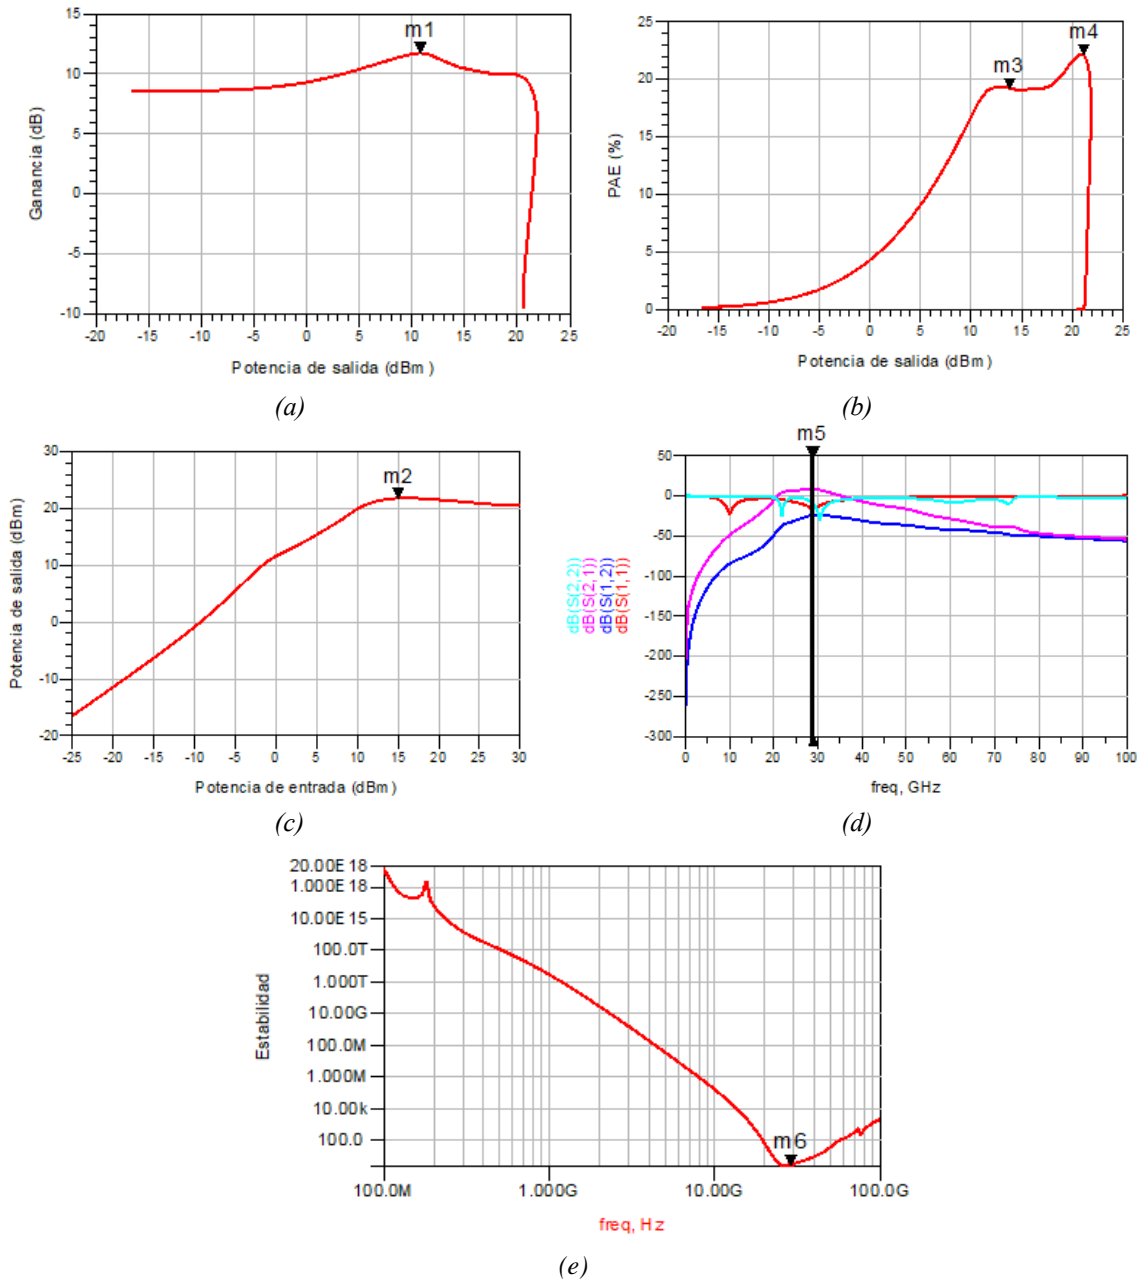 m1
15
10
5
0
-5
-10
Ganancia (dB)
-20 -15 -10 -5 0 5 10 15 20 25
Potencia de salida (dBm)
(a)
m4
m3
25
20
15
10
5
0
PAE (%)
-20 -15 -10 -5 0 5 10 15 20 25
Potencia de salida (dBm)
(b)
m2
30
20
10
0
-10
-20
Potencia de salida (dBm)
-25 -20 -15 -10 -5 0 5 10 15 20 25 30
Potencia de entrada (dBm)
(c)
m5
50
0
-50
-100
-150
-200
-250
-300
dB(S(2,2))
dB(S(2,1))
dB(S(1,2))
dB(S(1,1))
0 10 20 30 40 50 60 70 80 90 100
freq, GHz
(d)
20.00E18
1.000E18
10.00E15
100.0T
1.000T
10.00G
100.0M
1.000M
10.00k
100.0
Estabilidad
m6
100.0M 1.000G 10.00G 100.0G
freq, Hz
(e)